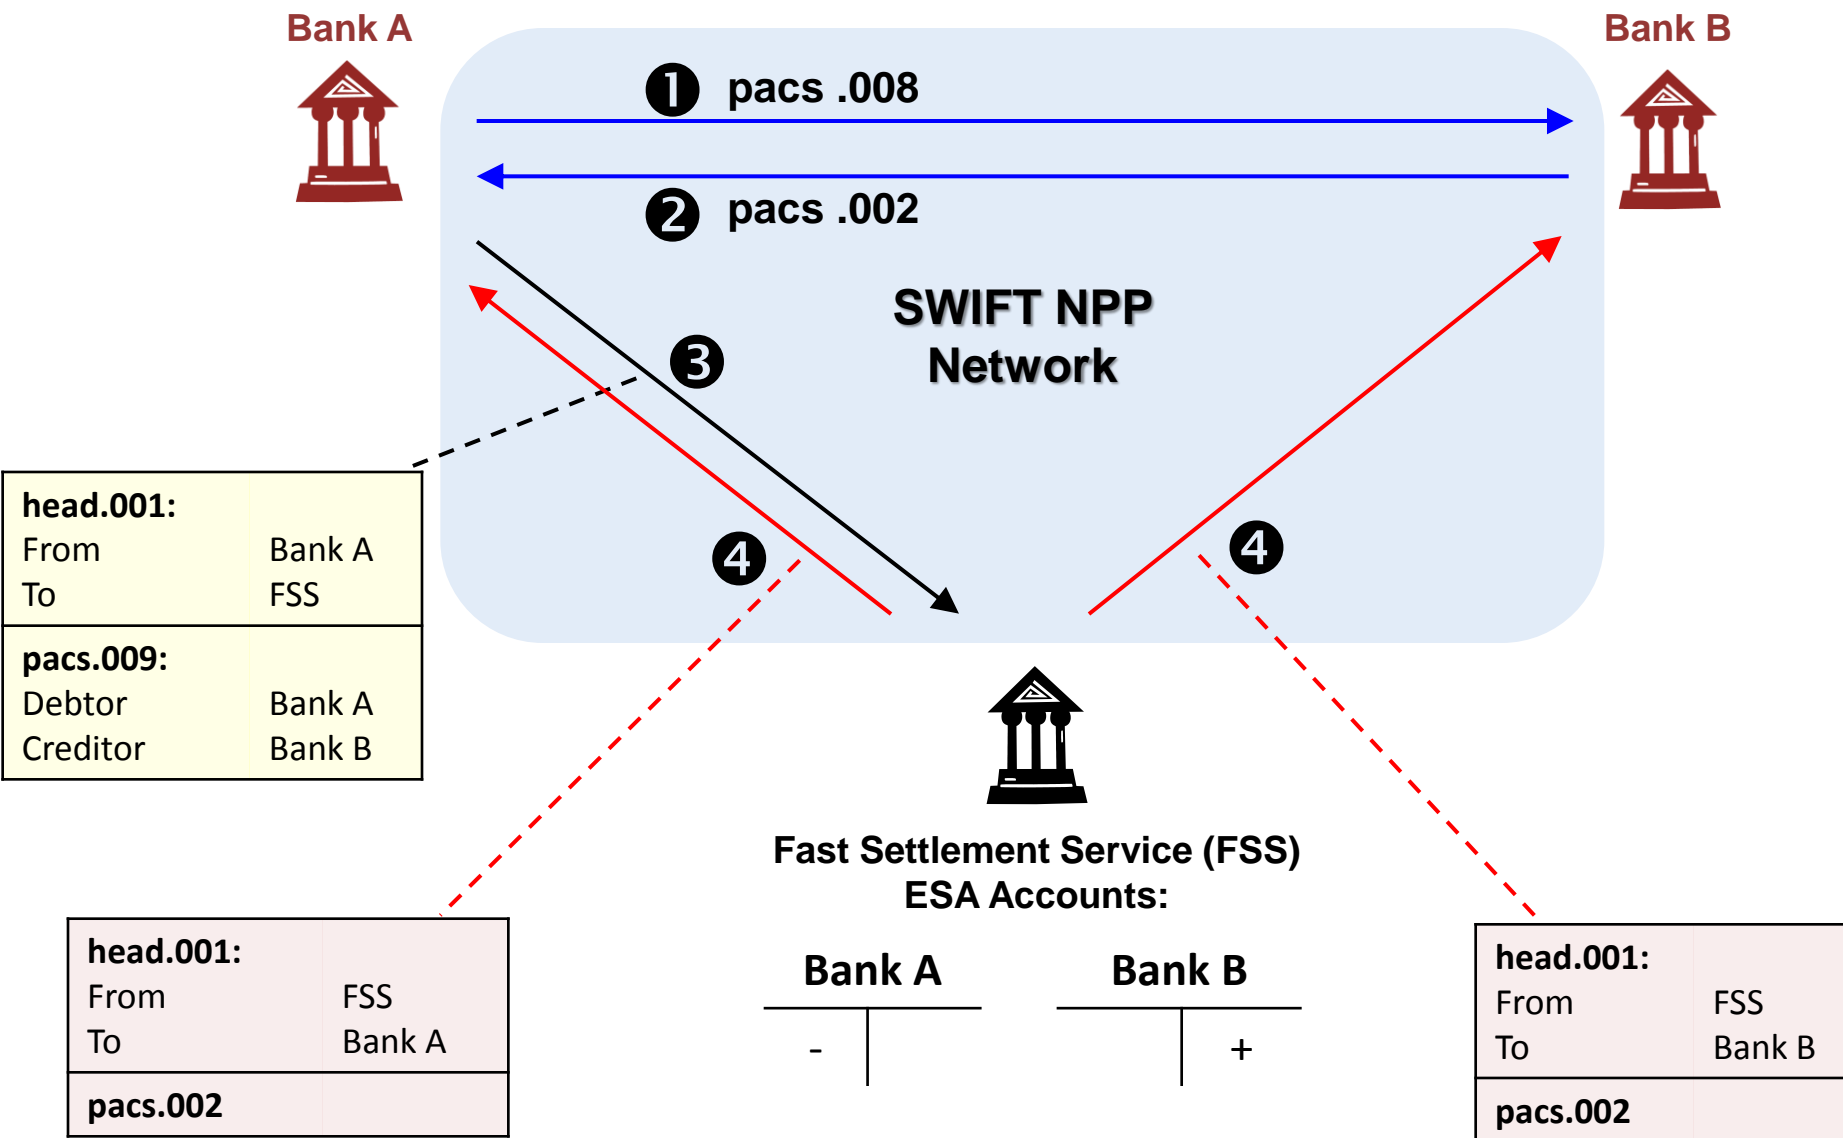 Bank A
Bank B
❶ pacs .008
❷ pacs .002
SWIFT NPP
Network
❸
❹
❹
head.001:
From Bank A
To FSS
pacs.009:
Debtor Bank A
Creditor Bank B
Fast Settlement Service (FSS)
ESA Accounts:
Bank A Bank B
- +
head.001:
From FSS
To Bank A
pacs.002
head.001:
From FSS
To Bank B
pacs.002